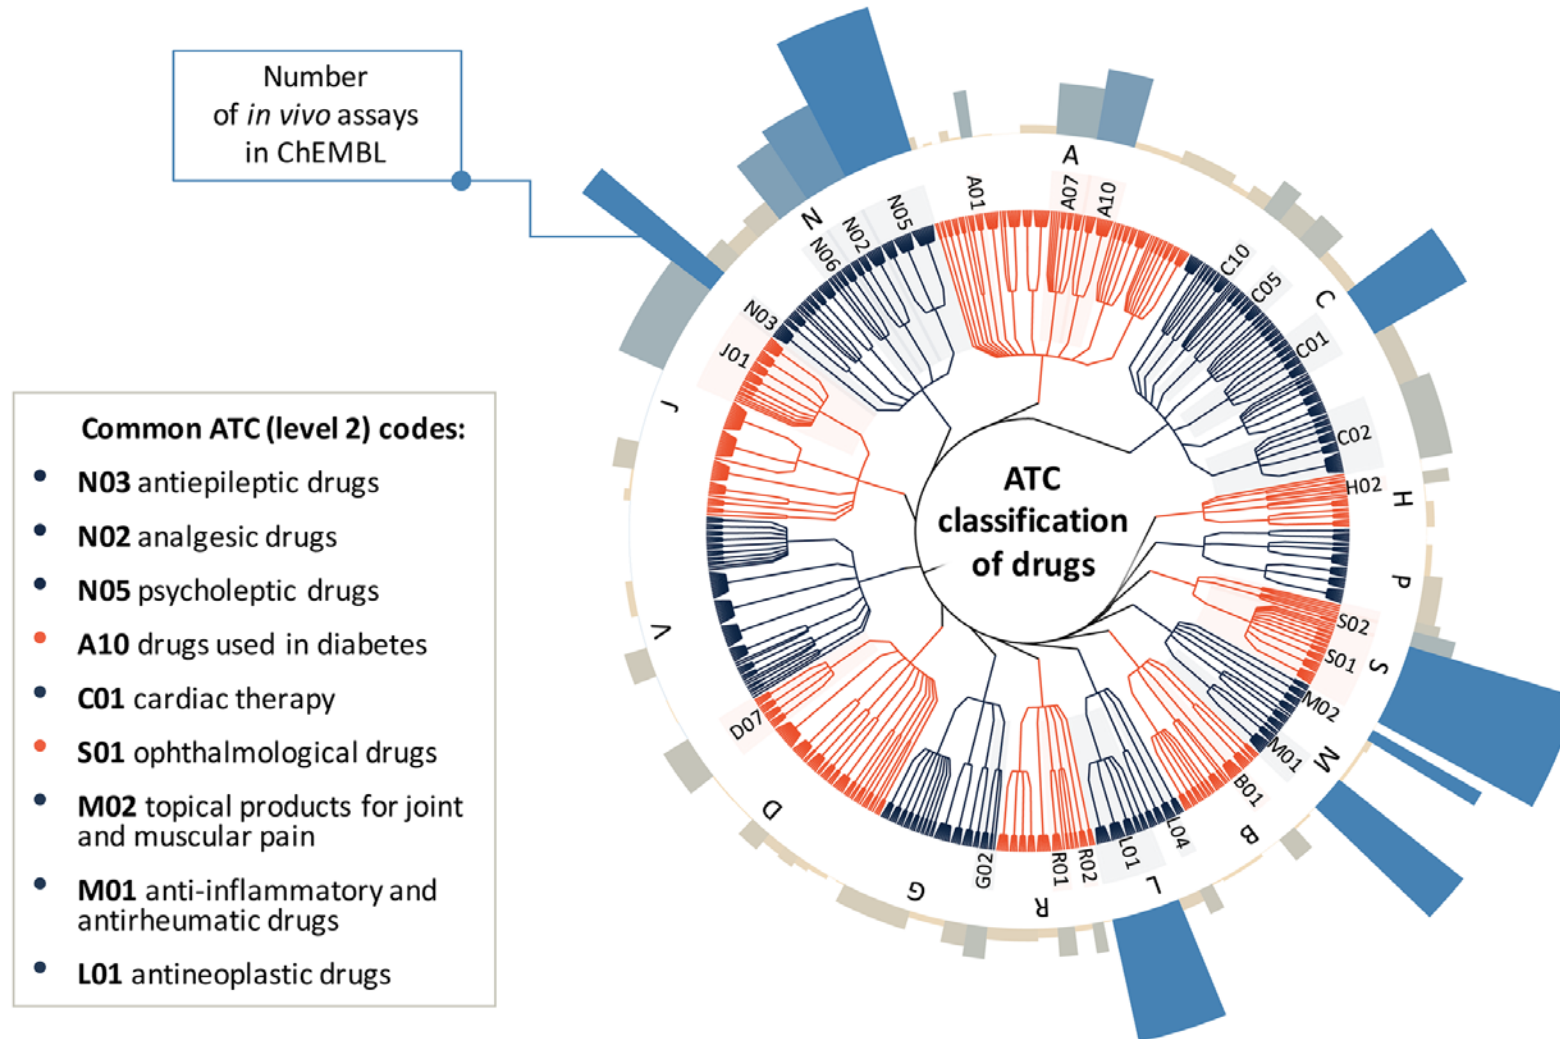 Number
of in vivo assays
in ChEMBL
Common ATC (level 2) codes:
N03 antiepileptic drugs
N02 analgesic drugs
N05 psycholeptic drugs
A10 drugs used in diabetes
C01 cardiac therapy
S01 ophthalmological drugs
M02 topical products for joint
and muscular pain
M01 anti-inflammatory and
antirheumatic drugs
L01 antineoplastic drugs
ATC
classification
of drugs
A
A01
A07
A10
C
C10
C05
C01
C02
H
H02
P
S
S02
S01
M
M02
M01
B
B01
L
L04
L01
R
R02
R01
G
G02
D
D07
V
J
J01
N
N03
N06
N02
N05